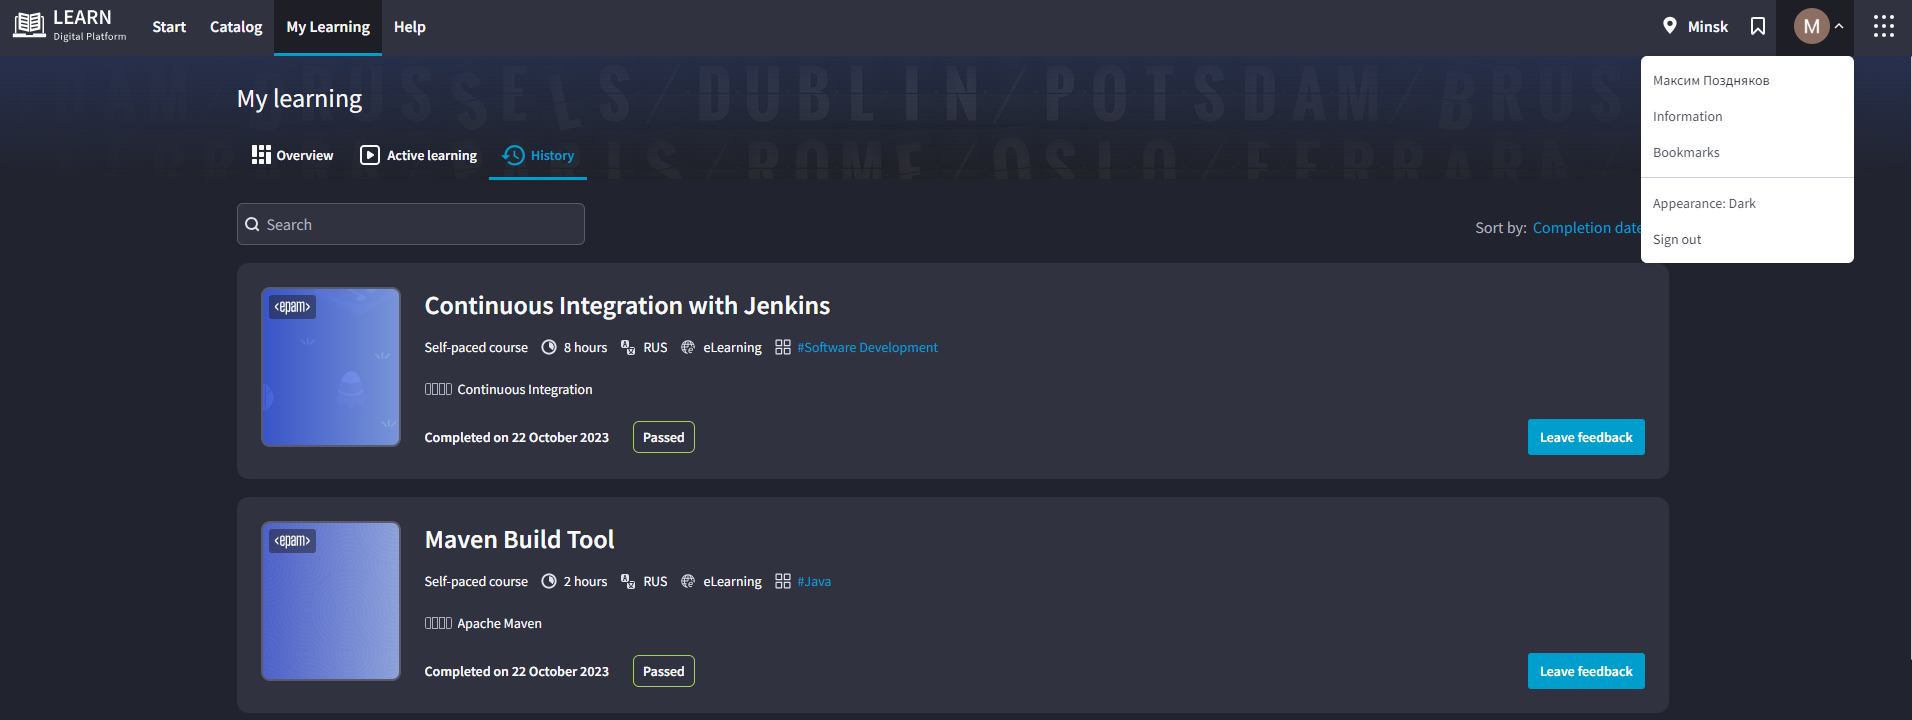 LEARN
Digital Platform
Start Catalog My Learning Help
Minsk
M
Максим Поздняков
Information
Bookmarks
Appearance: Dark
Sign out
BRUSSELS/DUBLIN/POTSDAM/BRUS
ROME/OSLO/FERRARA/
My learning
Overview Active learning History
Search
Sort by: Completion date
<epam>
Continuous Integration with Jenkins
Self-paced course 8 hours RUS eLearning #Software Development
Continuous Integration
Completed on 22 October 2023 Passed Leave feedback
<epam>
Maven Build Tool
Self-paced course 2 hours RUS eLearning #Java
Apache Maven
Completed on 22 October 2023 Passed Leave feedback